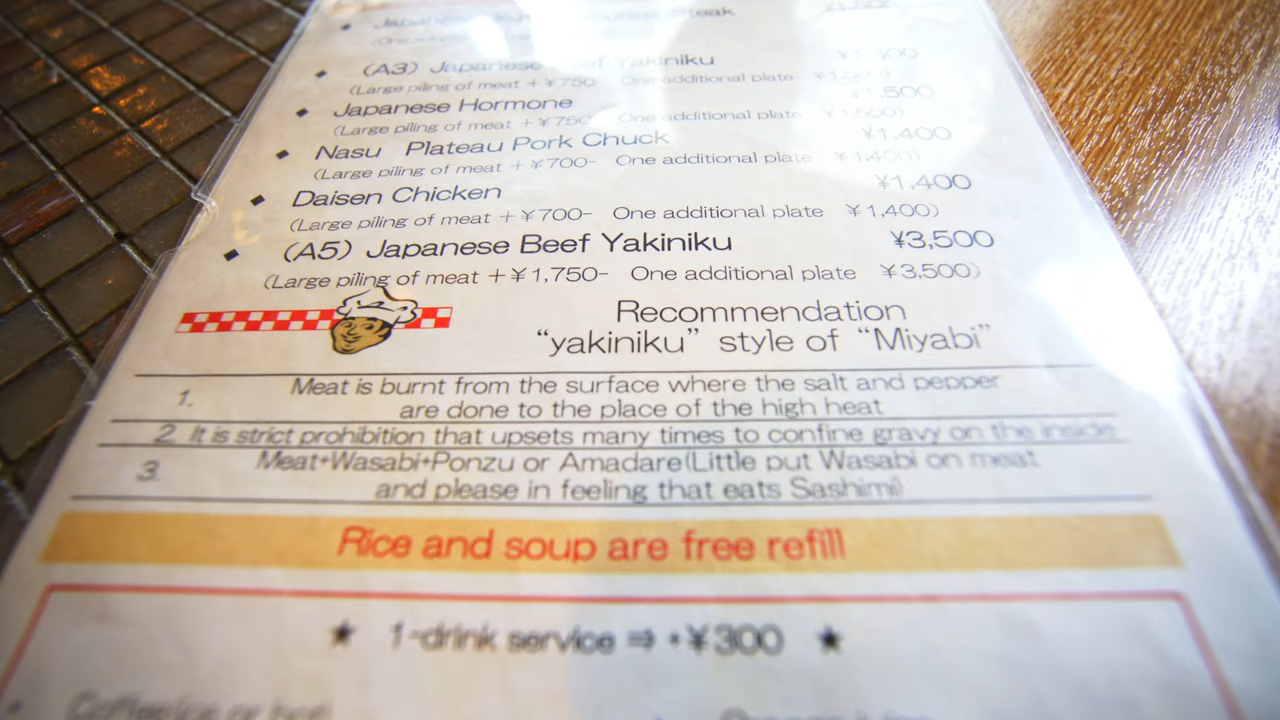 (A3) Japanese Beef Yakiniku
(Large piling of meat +¥750- One additional plate
Japanese Hormone ¥1,500
(Large piling of meat +¥750 One additional plate ¥1,500)
Nasu Plateau Pork Chuck ¥1,400
(Large piling of meat +¥700- One additional plate ¥1,400)
Daisen Chicken ¥1,400
(Large piling of meat +¥700- One additional plate ¥1,400)
(A5) Japanese Beef Yakiniku ¥3,500
(Large piling of meat +¥1,750- One additional plate ¥3,500)
Recommendation
“yakiniku” style of “Miyabi”
1. Meat is burnt from the surface where the salt and pepper
are done to the place of the high heat
2. It is strict prohibition that upsets many times to confine gravy on the inside
3. Meat+Wasabi+Ponzu or Amadare(Little put Wasabi on meat
and please in feeling that eats Sashimi)
Rice and soup are free refill
★ 1-drink service ⇒ +¥300 ★